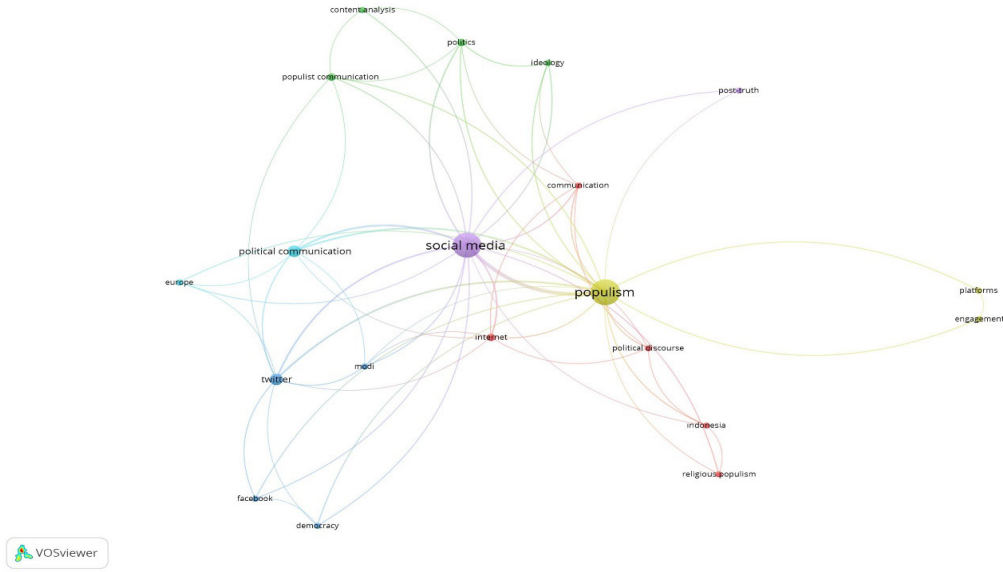 content analysis
politics
ideology
populist communication
post-truth
communication
social media
political communication
europe
populism
platforms
engagement
internet
political discourse
modi
twitter
indonesia
religious populism
facebook
democracy
VOSviewer